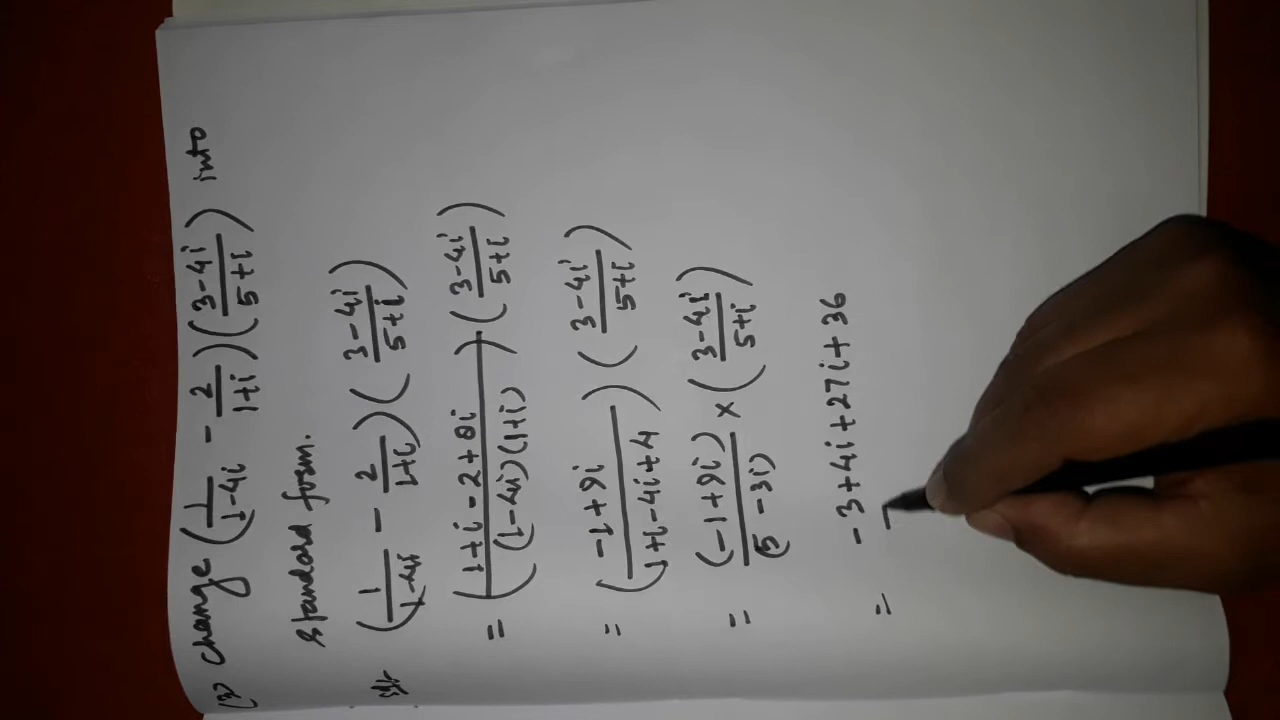 (3) change (1/1-4i - 2/1+i)(3-4i/5+i) into
standard form.
(1/1-4i - 2/1+i)(3-4i/5+i)
= (1+i-2+8i/(1-4i)(1+i))(3-4i/5+i)
= (-1+9i/1+i-4i+4)(3-4i/5+i)
= (-1+9i)/(5-3i) × (3-4i/5+i)
= -3+4i+27i+36